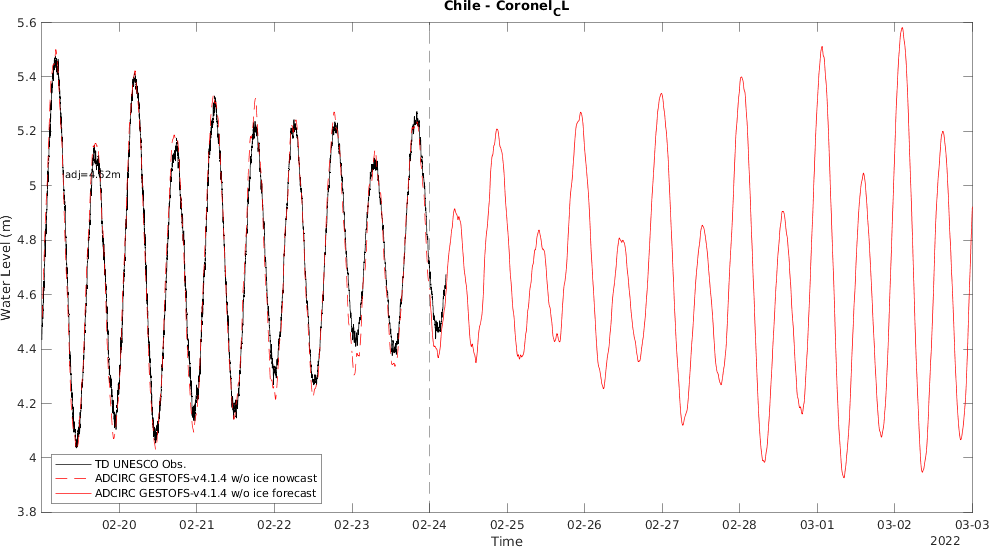 Chile - Coronel_CL
5.6
5.4
5.2
5
4.8
4.6
4.4
4.2
4
3.8
Water Level (m)
adj=4.62m
TD UNESCO Obs.
ADCIRC GESTOFS-v4.1.4 w/o ice nowcast
ADCIRC GESTOFS-v4.1.4 w/o ice forecast
02-20 02-21 02-22 02-23 02-24 02-25 02-26 02-27 02-28 03-01 03-02 03-03
Time
2022